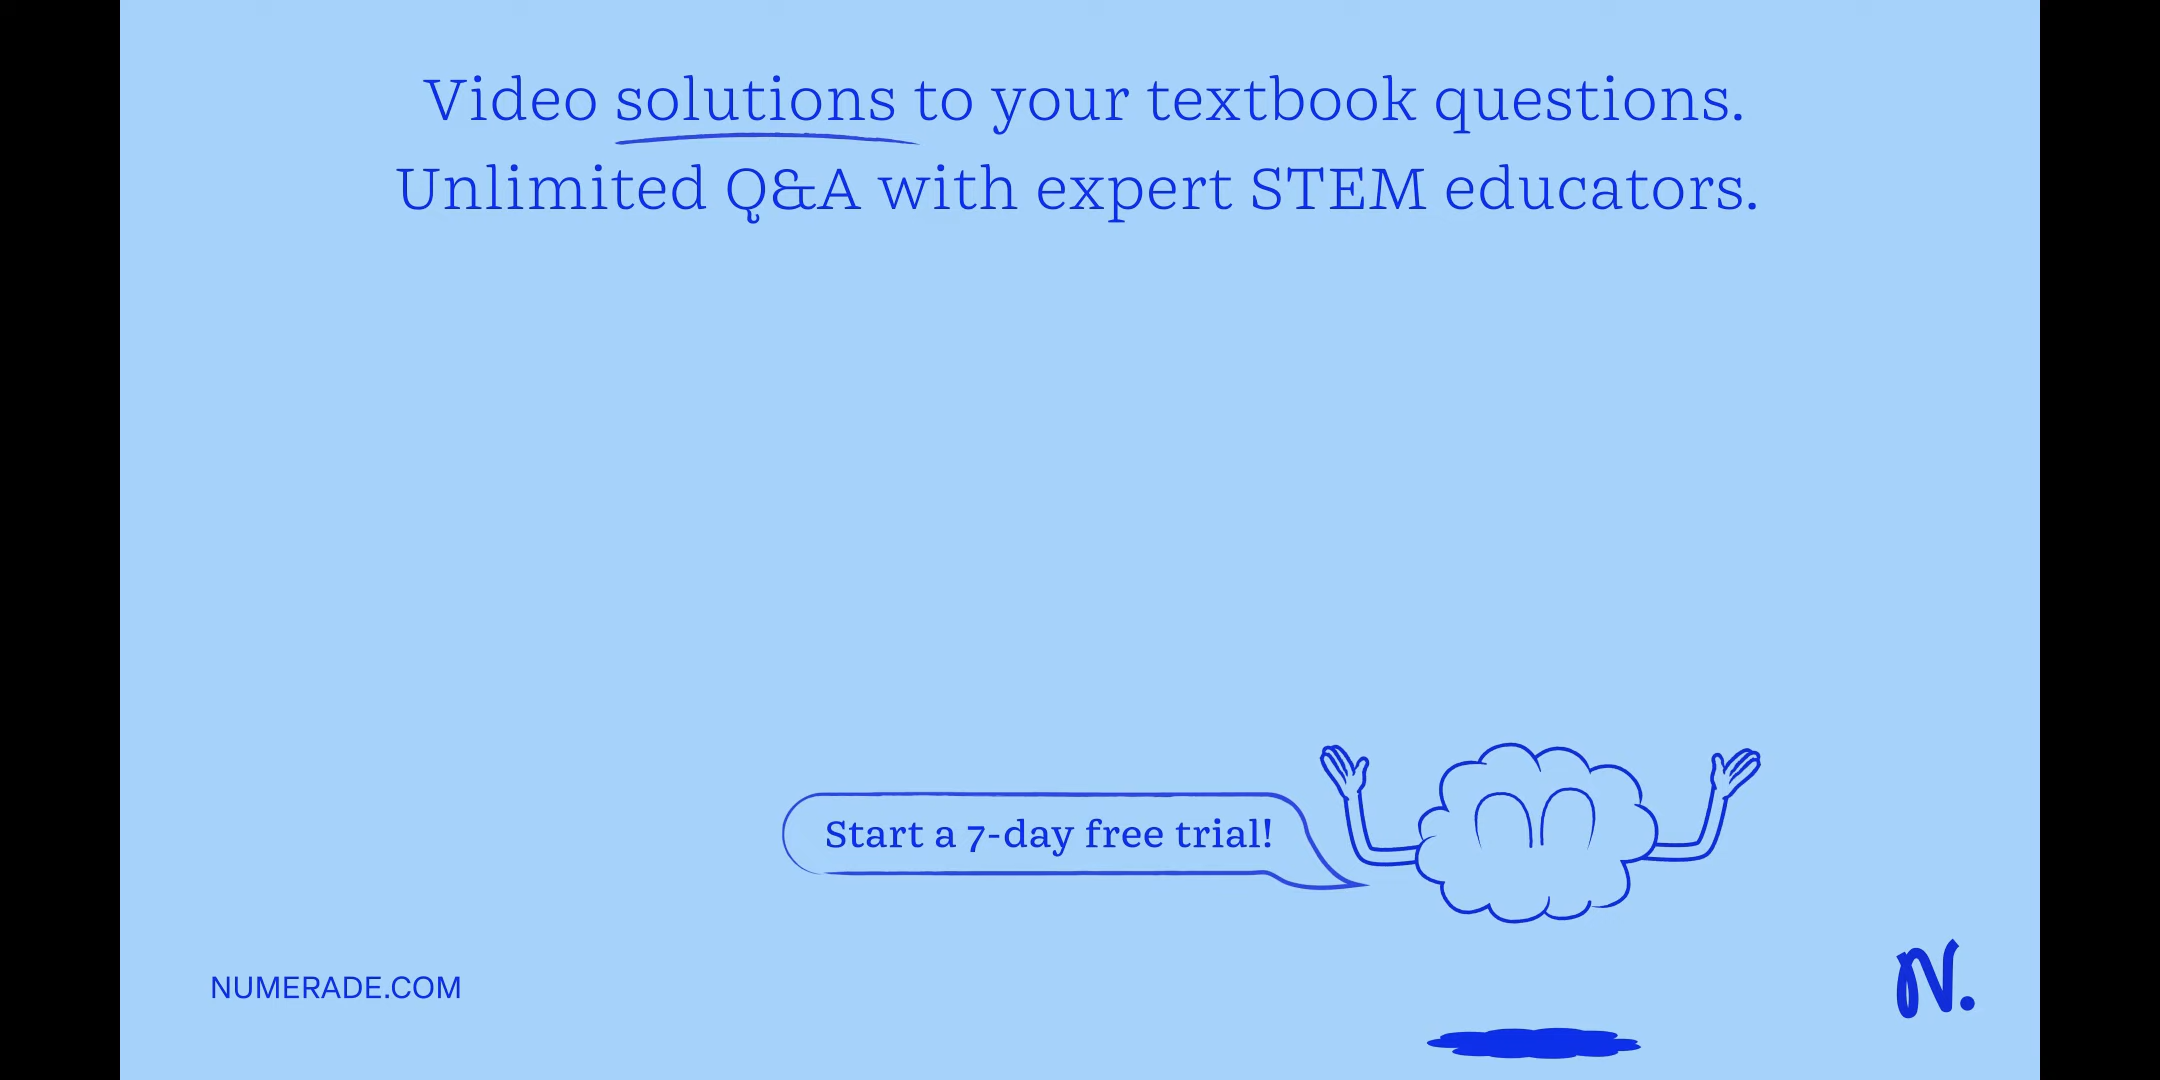 Video solutions to your textbook questions.
Unlimited Q&A with expert STEM educators.
Start a 7-day free trial!
NUMERADE.COM
N.